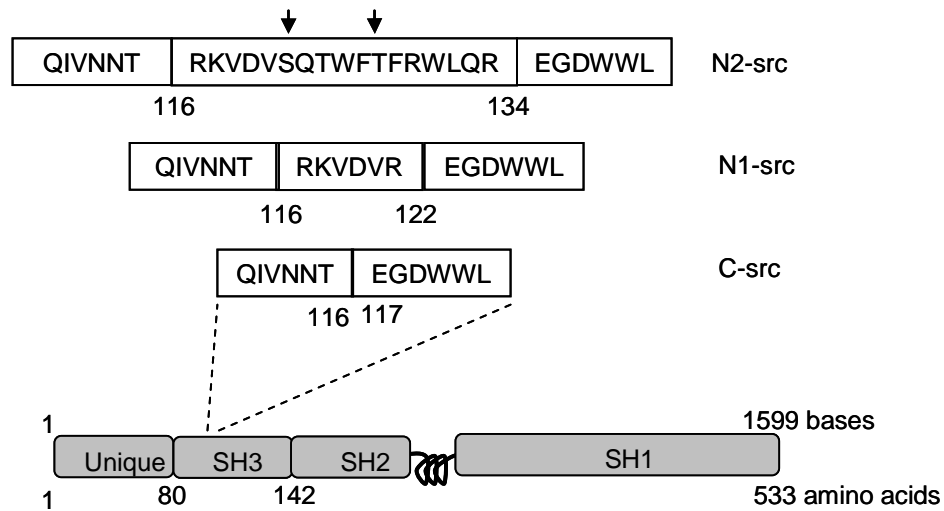 QIVNNT RKVDVSQTWFTFRWLQR EGDWWL N2-src
116 134
QIVNNT RKVDVR EGDWWL N1-src
116 122
QIVNNT EGDWWL C-src
116 117
1 1599 bases
Unique SH3 SH2 SH1
1 80 142 533 amino acids